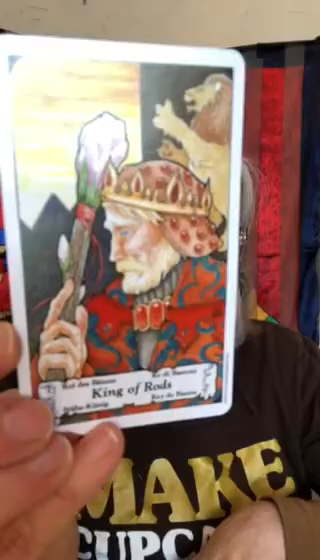 Roi des Bâtons
Re di Bastoni
King of Rods
Stäbe-König
Rey de Bastos
MAKE
CUPCA